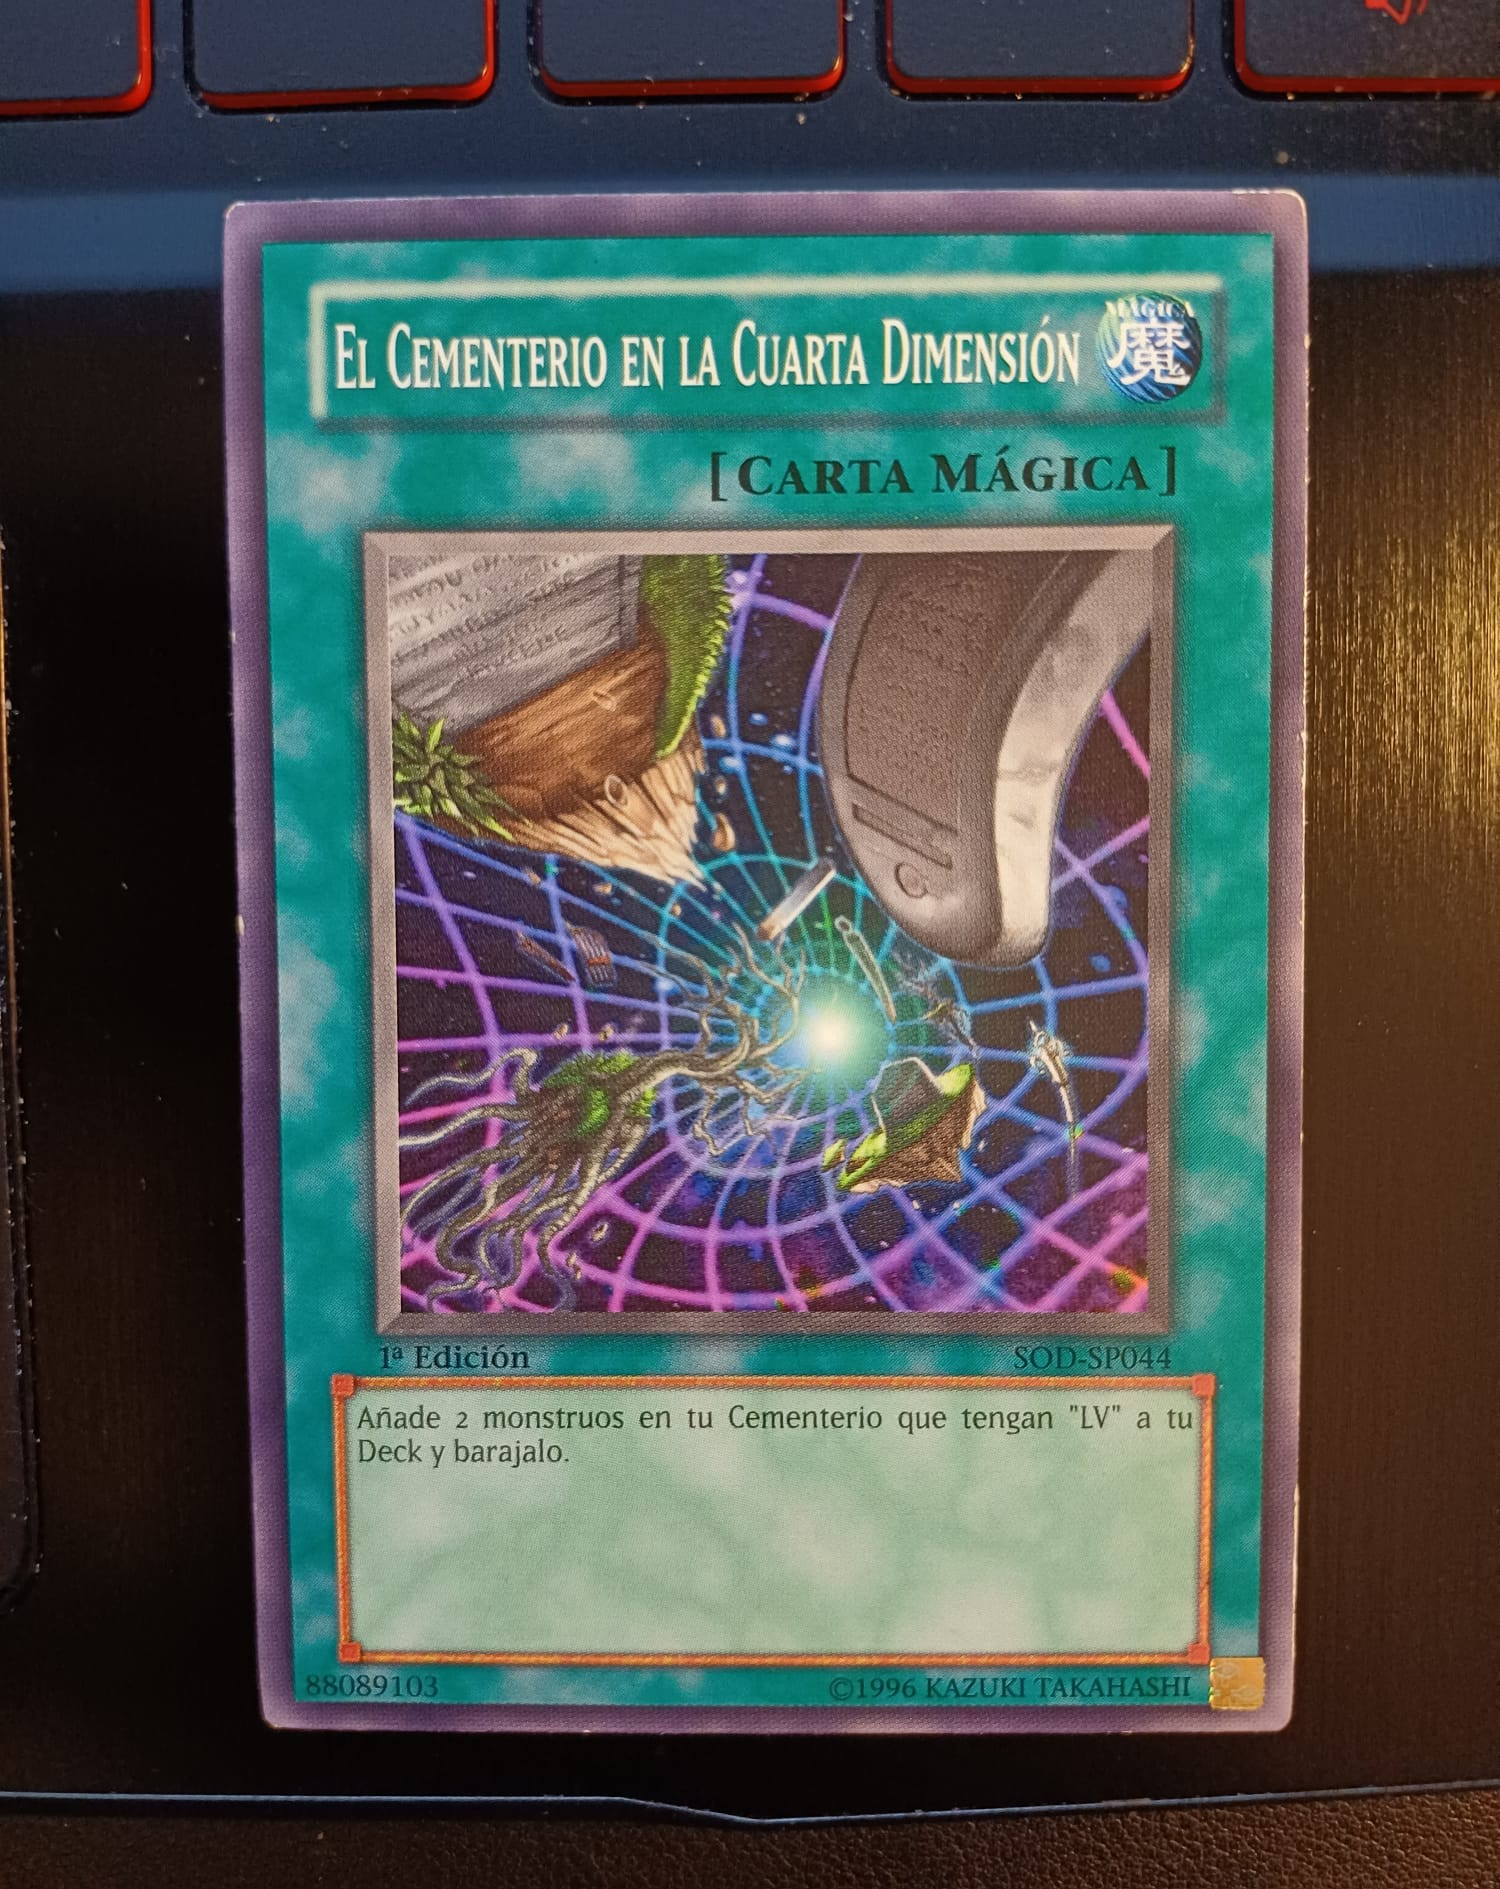 El Cementerio en la Cuarta Dimensión
MÁGICA
魔
[CARTA MÁGICA]
1ª Edición
SOD-SP044
Añade 2 monstruos en tu Cementerio que tengan "LV" a tu
Deck y barajalo.
88089103
©1996 KAZUKI TAKAHASHI